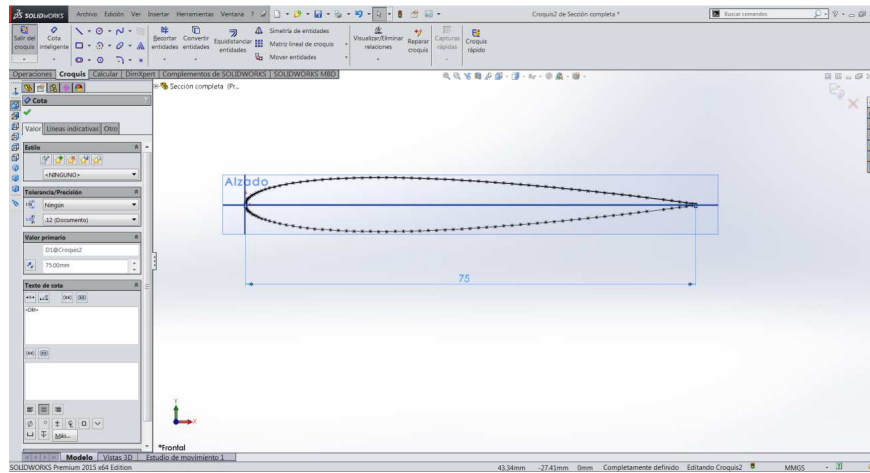 SOLIDWORKS
Archivo Edición Ver Insertar Herramientas Ventana ?
Croquis2 de Sección completa *
Buscar comandos
Salir del croquis
Cota inteligente
Recortar entidades
Convertir entidades
Equidistanciar entidades
Simetría de entidades
Matriz lineal de croquis
Mover entidades
Visualizar/Eliminar relaciones
Reparar croquis
Capturas rápidas
Croquis rápido
Operaciones Croquis Calcular DimXpert Complementos de SOLIDWORKS SOLIDWORKS MBD
Sección completa (Pr...
Cota
Valor Líneas indicativas Otro
Estilo
<NINGUNO>
Tolerancia/Precisión
Ningún
.12 (Documento)
Valor primario
D1@Croquis2
75.00mm
Texto de cota
<DIM>
Más...
Alzado
75
Y
X
*Frontal
Modelo Vistas 3D Estudio de movimiento 1
SOLIDWORKS Premium 2015 x64 Edition
43.34mm -27.41mm 0mm Completamente definido Editando Croquis2 MMGS